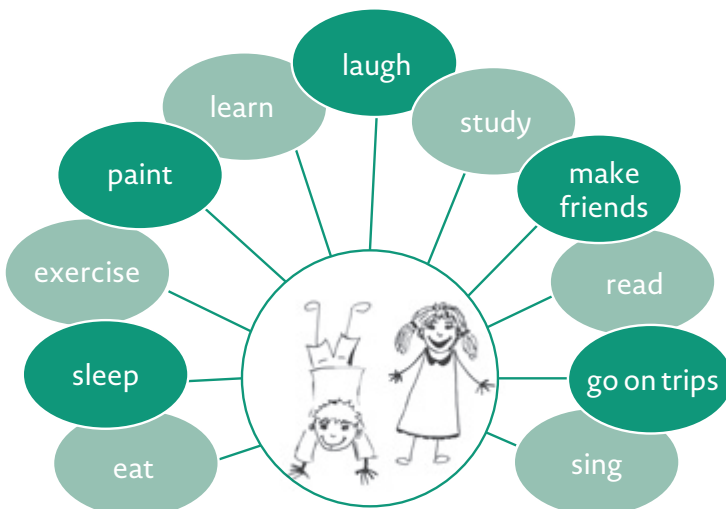 laugh
learn
study
paint
make
friends
exercise
read
sleep
go on trips
eat
sing